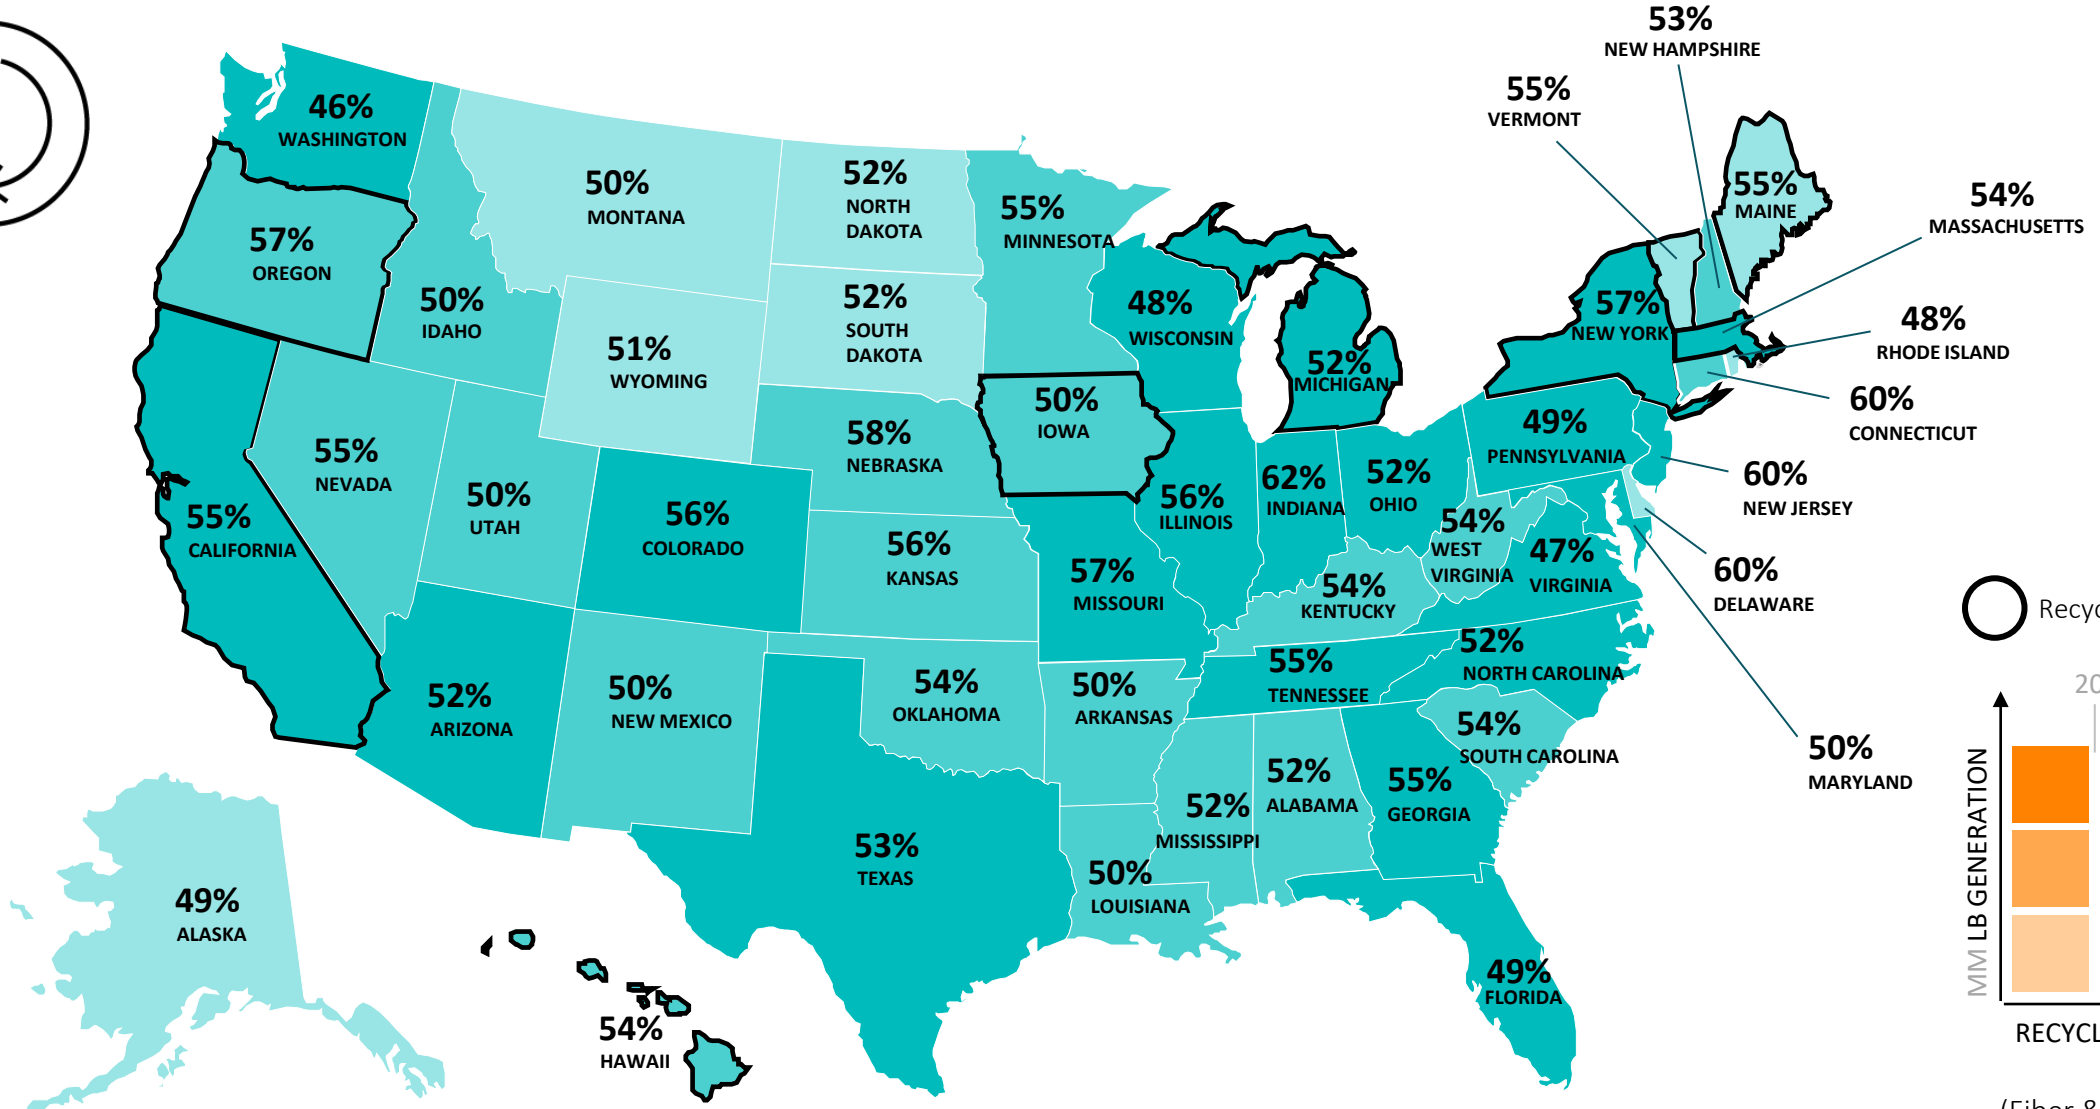 53%
NEW HAMPSHIRE
55%
VERMONT
46%
WASHINGTON
50%
MONTANA
52%
NORTH
DAKOTA
55%
MINNESOTA
55%
MAINE
54%
MASSACHUSETTS
57%
OREGON
50%
IDAHO
51%
WYOMING
52%
SOUTH
DAKOTA
48%
WISCONSIN
52%
MICHIGAN
57%
NEW YORK
48%
RHODE ISLAND
60%
CONNECTICUT
55%
NEVADA
50%
UTAH
56%
COLORADO
58%
NEBRASKA
50%
IOWA
56%
ILLINOIS
62%
INDIANA
52%
OHIO
49%
PENNSYLVANIA
60%
NEW JERSEY
55%
CALIFORNIA
56%
KANSAS
57%
MISSOURI
54%
KENTUCKY
54%
WEST
VIRGINIA
47%
VIRGINIA
60%
DELAWARE
52%
ARIZONA
50%
NEW MEXICO
54%
OKLAHOMA
50%
ARKANSAS
55%
TENNESSEE
52%
NORTH CAROLINA
54%
SOUTH CAROLINA
50%
MARYLAND
53%
TEXAS
50%
LOUISIANA
52%
MISSISSIPPI
52%
ALABAMA
55%
GEORGIA
49%
FLORIDA
49%
ALASKA
54%
HAWAII
Recyc
20
MM LB GENERATION
RECYCL
(Fiber &